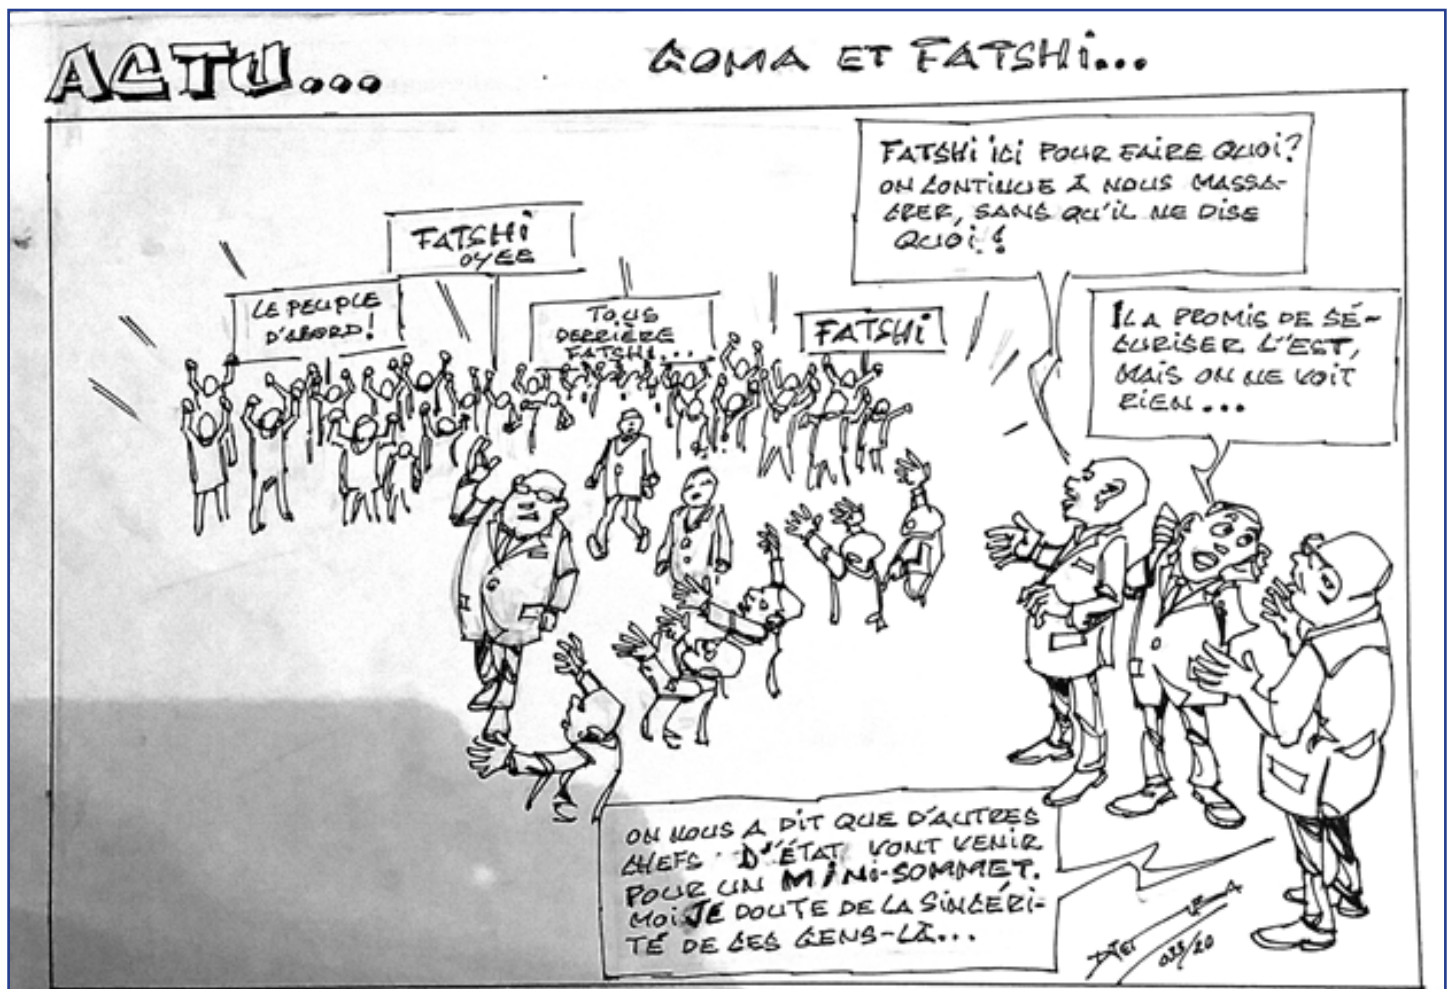 ACTU...
GOMA ET FATSHI...
FATSHI ICI POUR FAIRE QUOI?
ON CONTINUE À NOUS MASSA-
CRER, SANS QU'IL NE DISE
QUOI!
IL A PROMIS DE SÉ-
CURISER L'EST,
MAIS ON NE VOIT
RIEN...
FATSHI
OYEE
LE PEUPLE
D'ABORD!
TOUS
DERRIÈRE
FATSHI...
FATSHI
ON NOUS A DIT QUE D'AUTRES
CHEFS D'ÉTAT VONT VENIR
POUR UN MINI-SOMMET.
MOI JE DOUTE DE LA SINCÉRI-
TÉ DE CES GENS-LÀ...